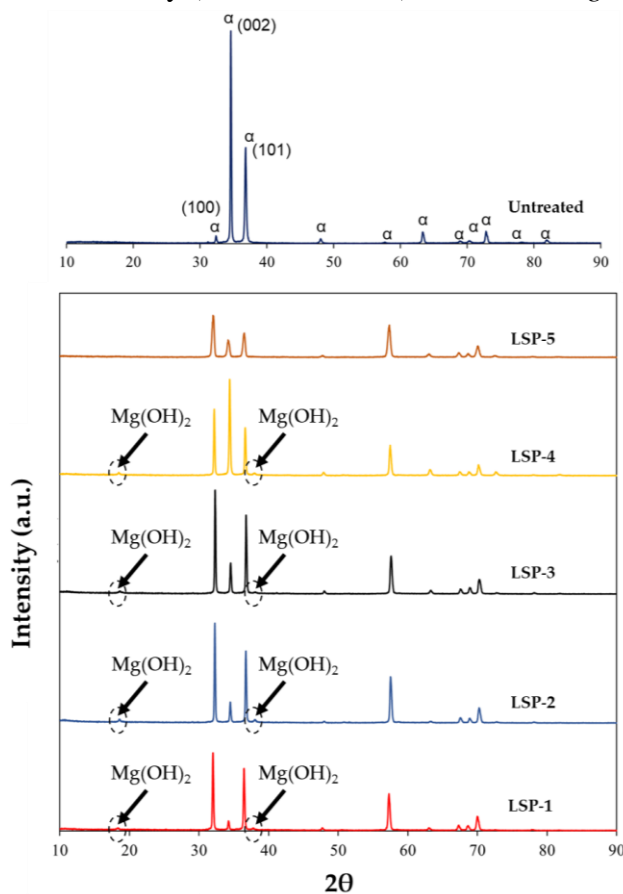 α (002)
α
(101)
(100)
α
α
α
α
α
α
α
α
α
Untreated
10 20 30 40 50 60 70 80 90
LSP-5
Mg(OH)2 Mg(OH)2
LSP-4
Mg(OH)2 Mg(OH)2
LSP-3
Mg(OH)2 Mg(OH)2
LSP-2
Mg(OH)2 Mg(OH)2
LSP-1
10 20 30 40 50 60 70 80 90
2θ
Intensity (a.u.)